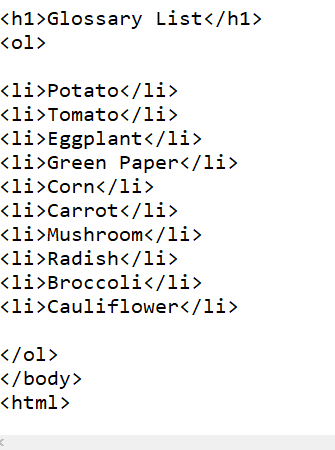 <h1>Glossary List</h1>
<ol>
<li>Potato</li>
<li>Tomato</li>
<li>Eggplant</li>
<li>Green Paper</li>
<li>Corn</li>
<li>Carrot</li>
<li>Mushroom</li>
<li>Radish</li>
<li>Broccoli</li>
<li>Cauliflower</li>
</ol>
</body>
<html>